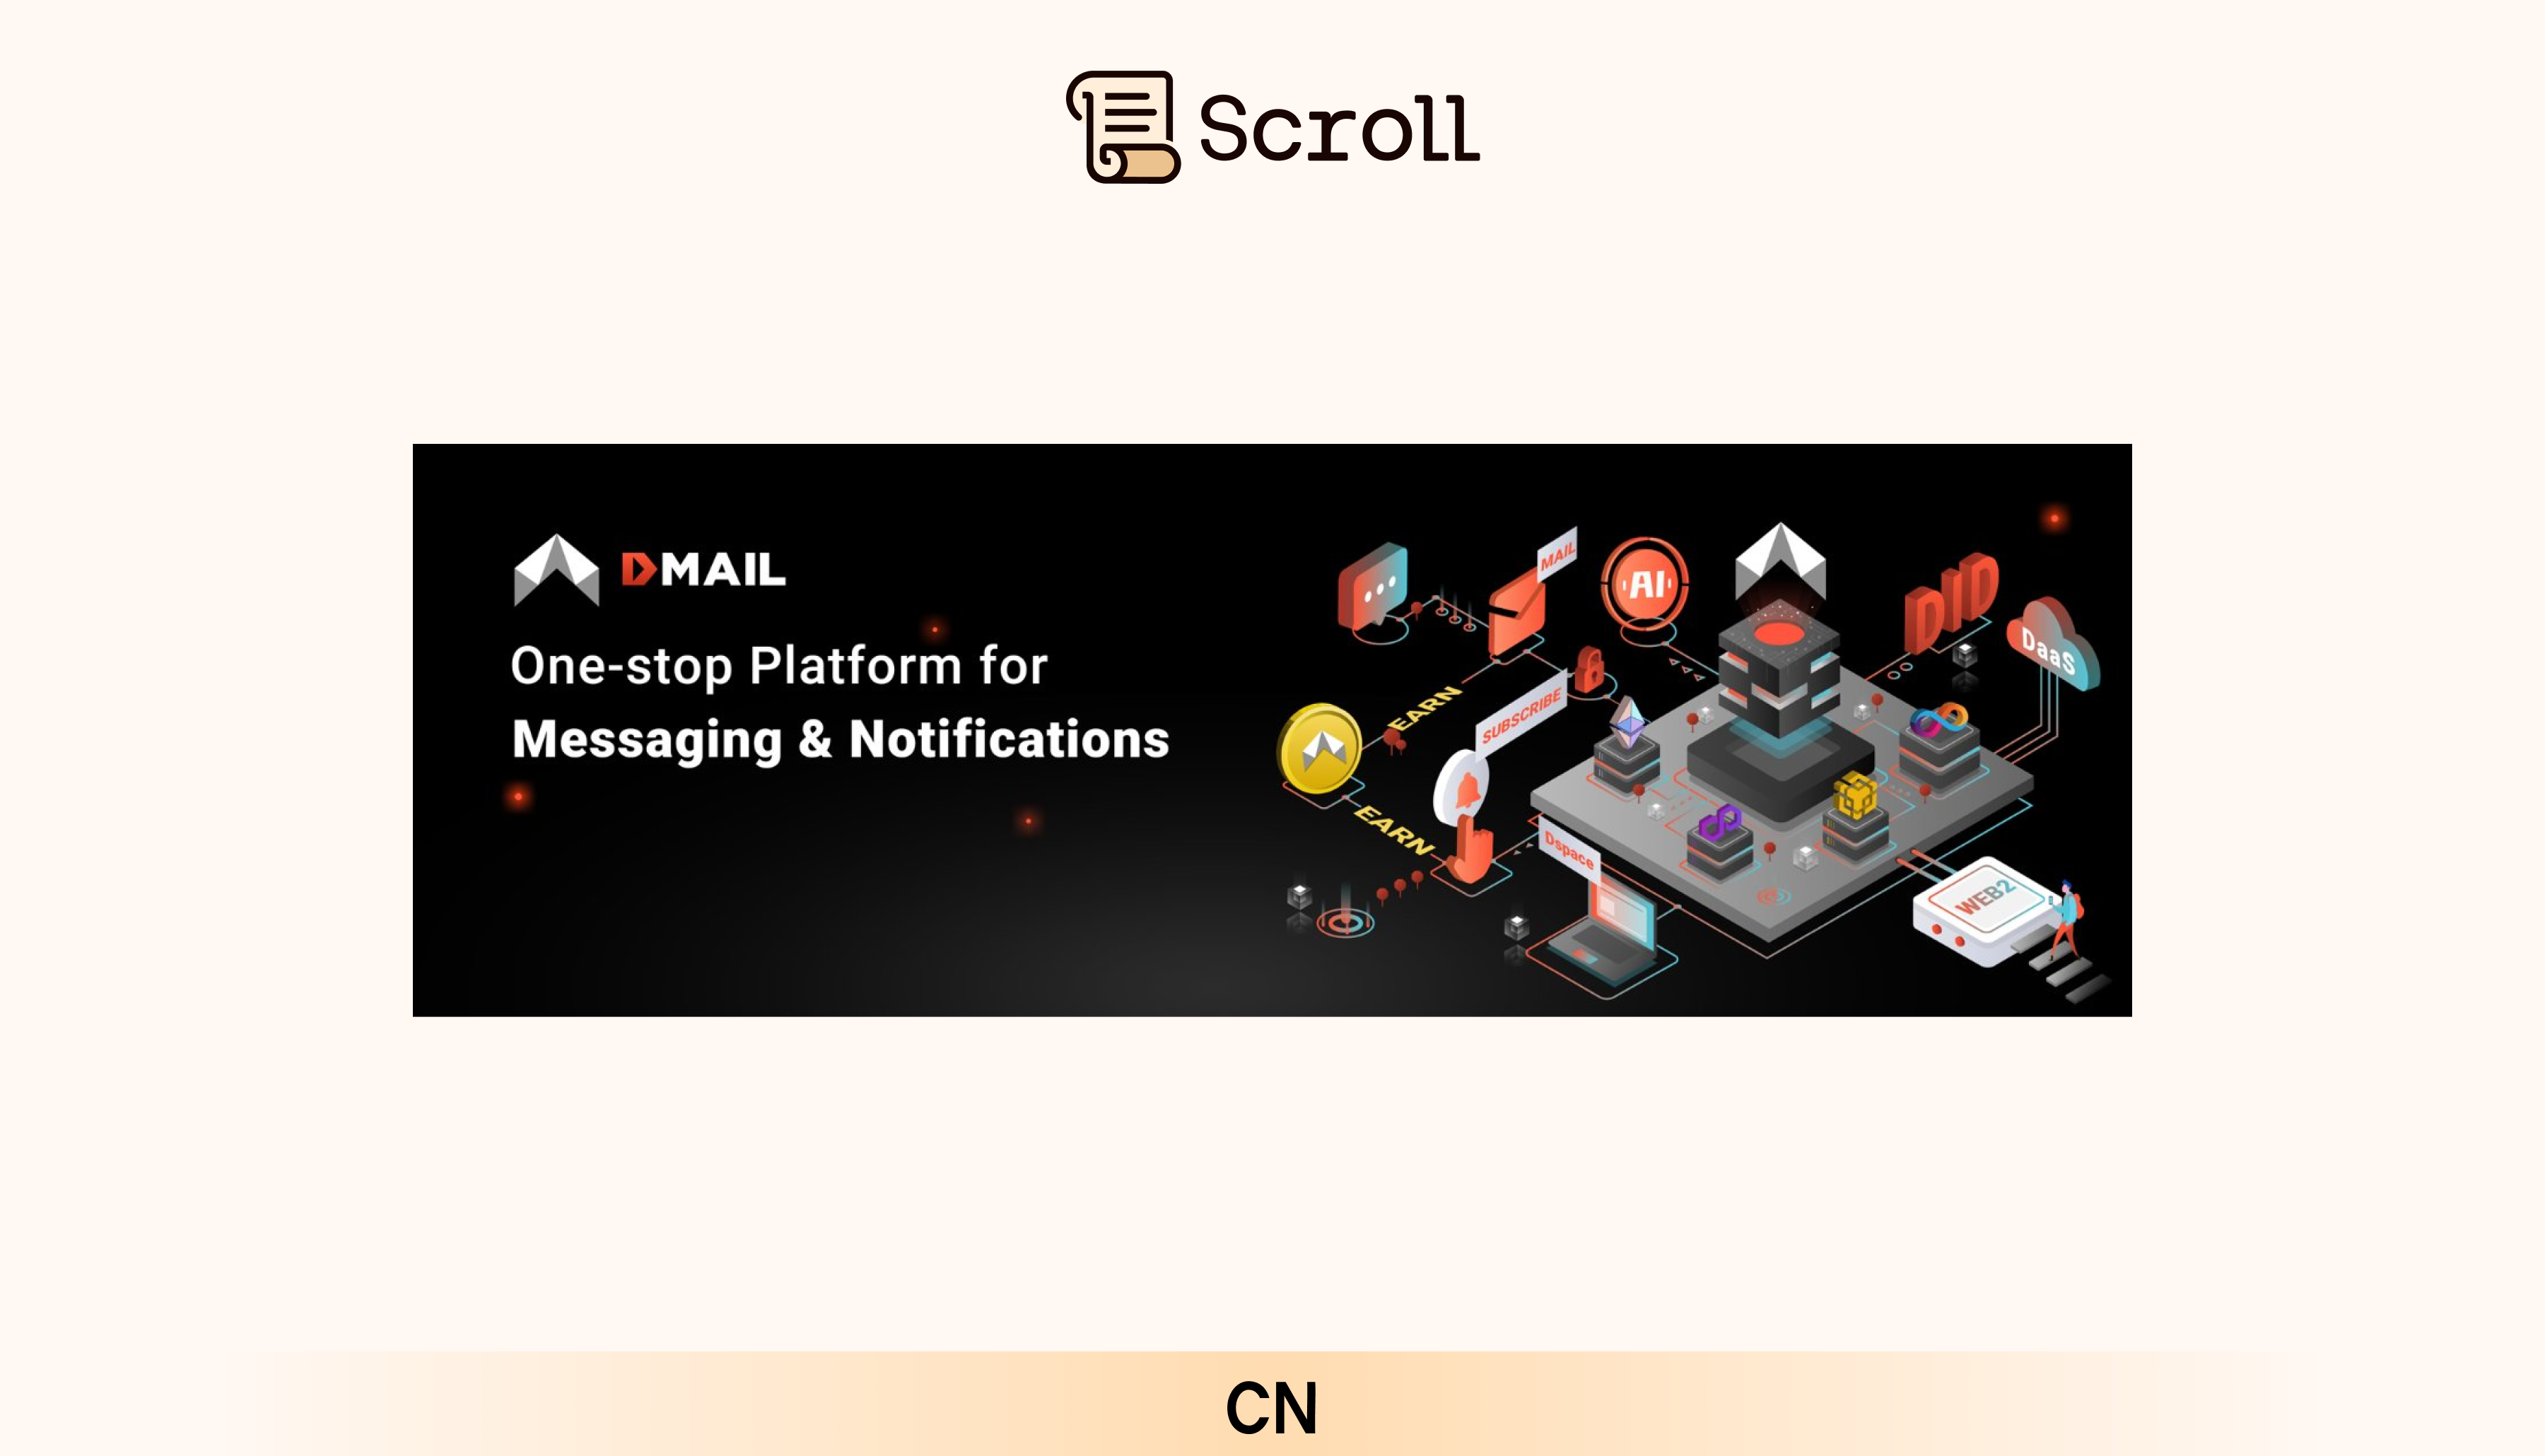 Scroll
DMAIL
One-stop Platform for
Messaging & Notifications
MAIL
AI
DID
DaaS
EARN
SUBSCRIBE
EARN
Dspace
WEB2
CN